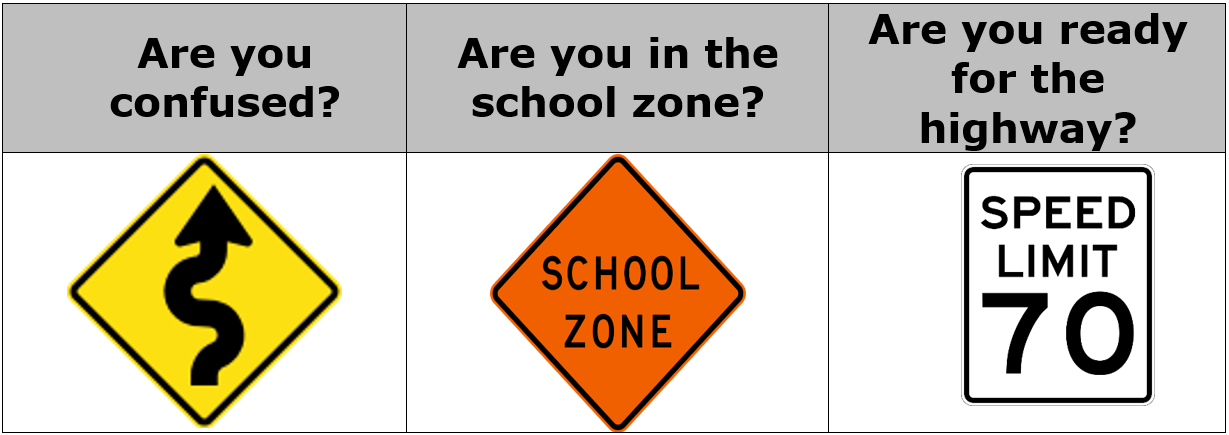 Are you
confused?
Are you in the
school zone?
Are you ready
for the
highway?
SCHOOL
ZONE
SPEED
LIMIT
70